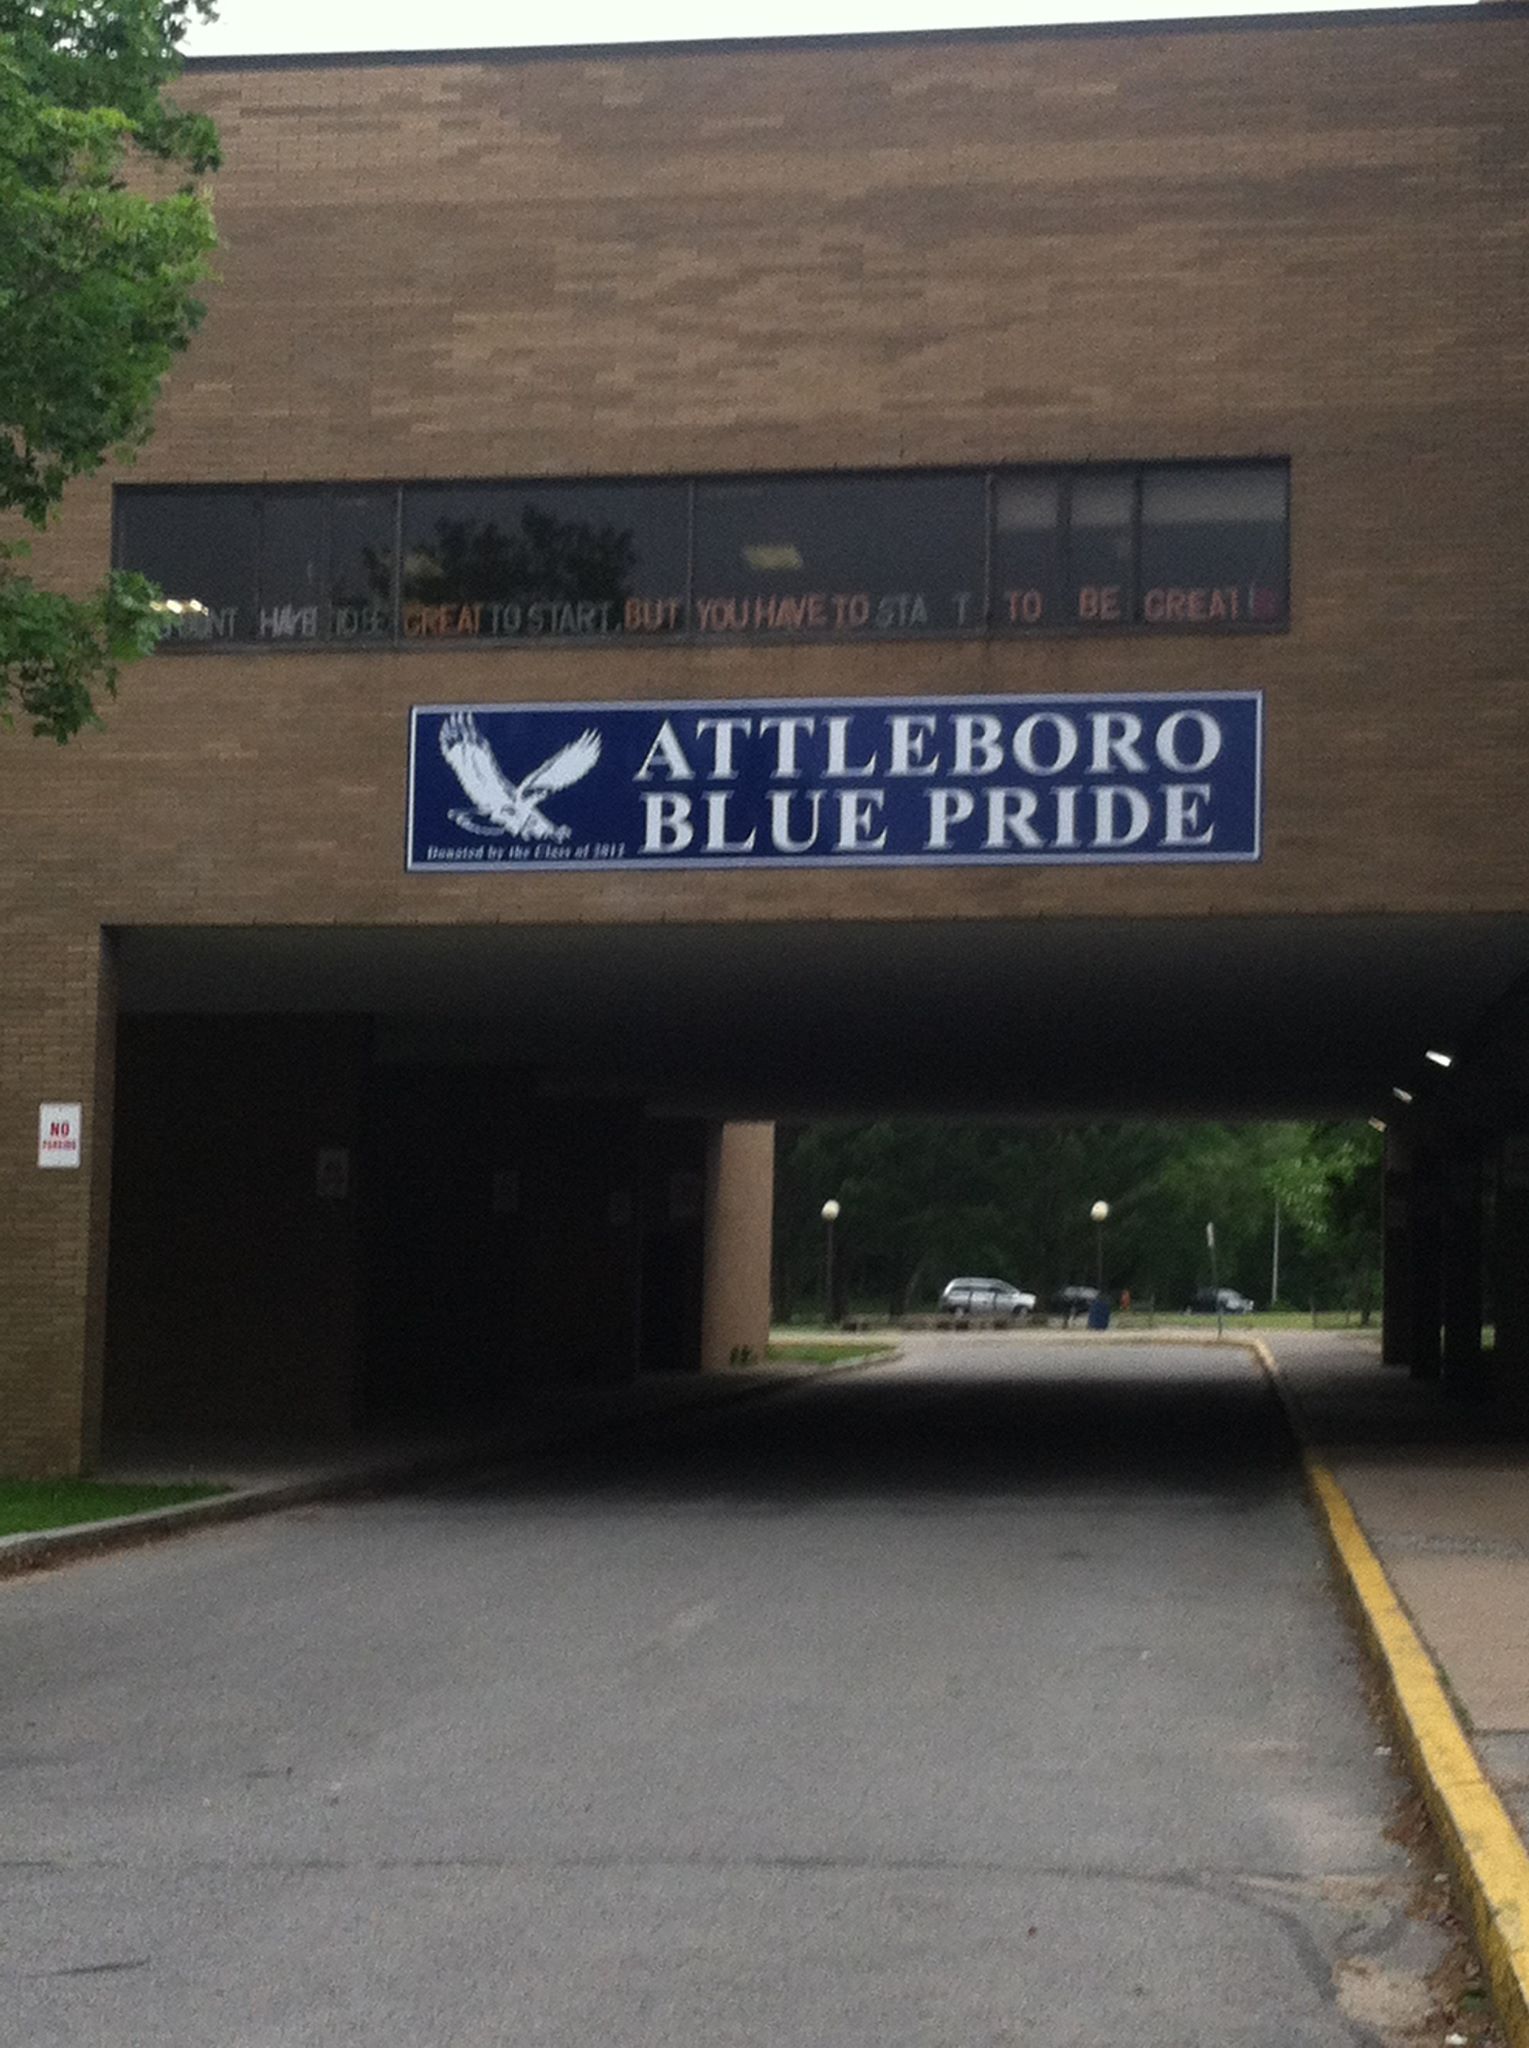 HAVE TO BE GREAT TO START, BUT YOU HAVE TO STA T TO BE GREAT!
ATTLEBORO
BLUE PRIDE
Donated by the Class of
NO
PARKING